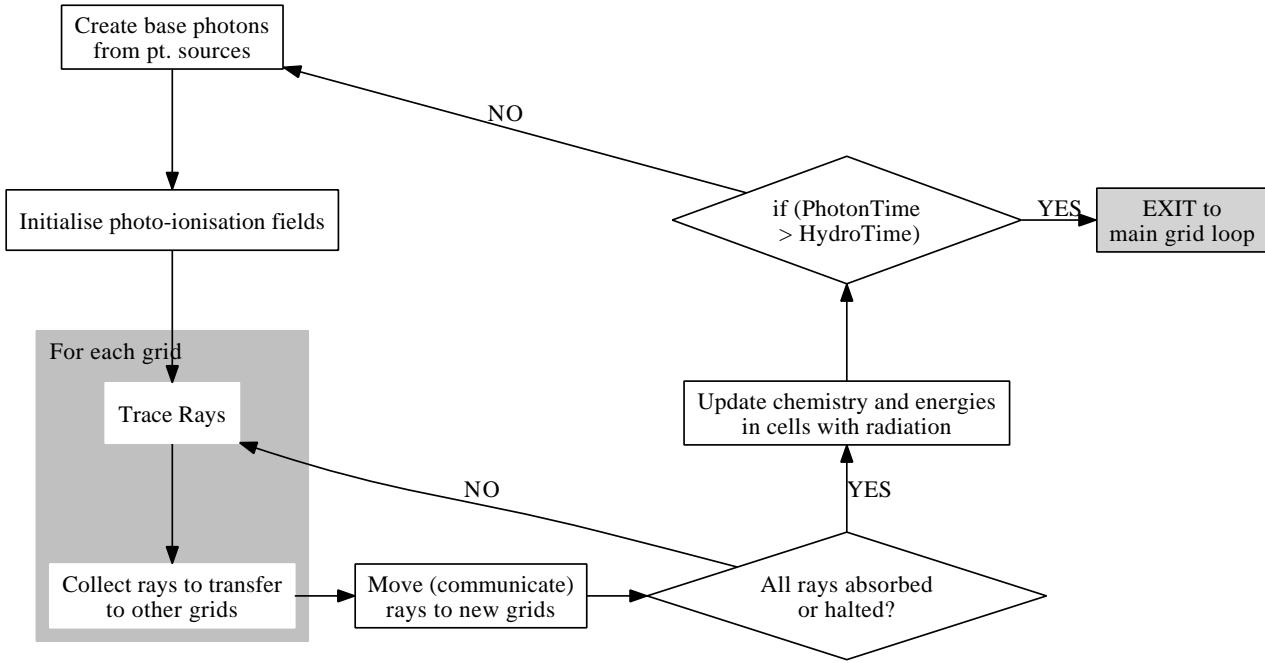 Create base photons
from pt. sources
NO
if (PhotonTime
> HydroTime)
YES
EXIT to
main grid loop
Initialise photo-ionisation fields
For each grid
Trace Rays
Update chemistry and energies
in cells with radiation
NO
YES
Collect rays to transfer
to other grids
Move (communicate)
rays to new grids
All rays absorbed
or halted?